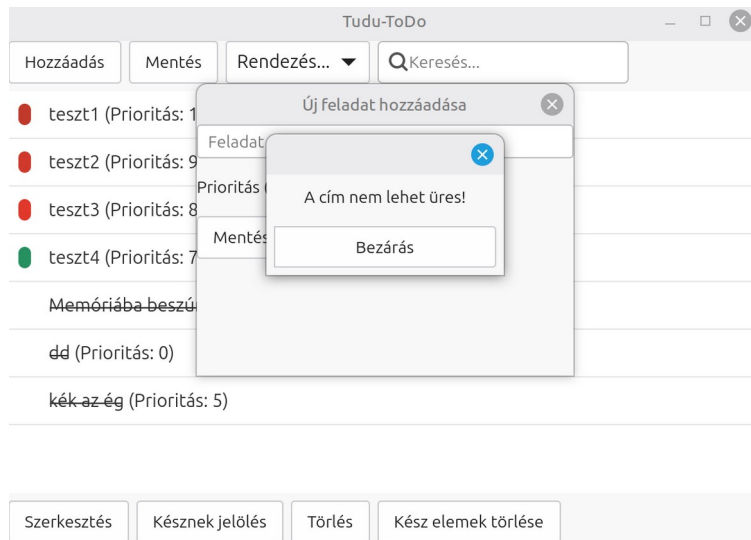 Tudu-ToDo
Hozzáadás Mentés Rendezés... Keresés...
Új feladat hozzáadása
teszt1 (Prioritás: 1
Feladat
teszt2 (Prioritás: 9
A cím nem lehet üres!
Prioritás (
teszt3 (Prioritás: 8
Mentés
Bezárás
teszt4 (Prioritás: 7
Memóriába beszú
dd (Prioritás: 0)
kék az ég (Prioritás: 5)
Szerkesztés Késznek jelölés Törlés Kész elemek törlése